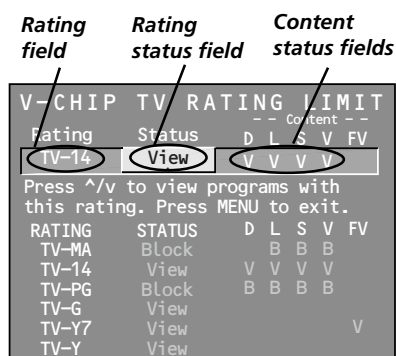 Rating field
Rating status field
Content status fields
V-CHIP TV RATING LIMIT
-- Content --
Rating Status D L S V FV
TV-14 View V V V V
Press ^/v to view programs with
this rating. Press MENU to exit.
RATING STATUS D L S V FV
TV-MA Block B B B
TV-14 View V V V V
TV-PG Block B B B B
TV-G View
TV-Y7 View V
TV-Y View